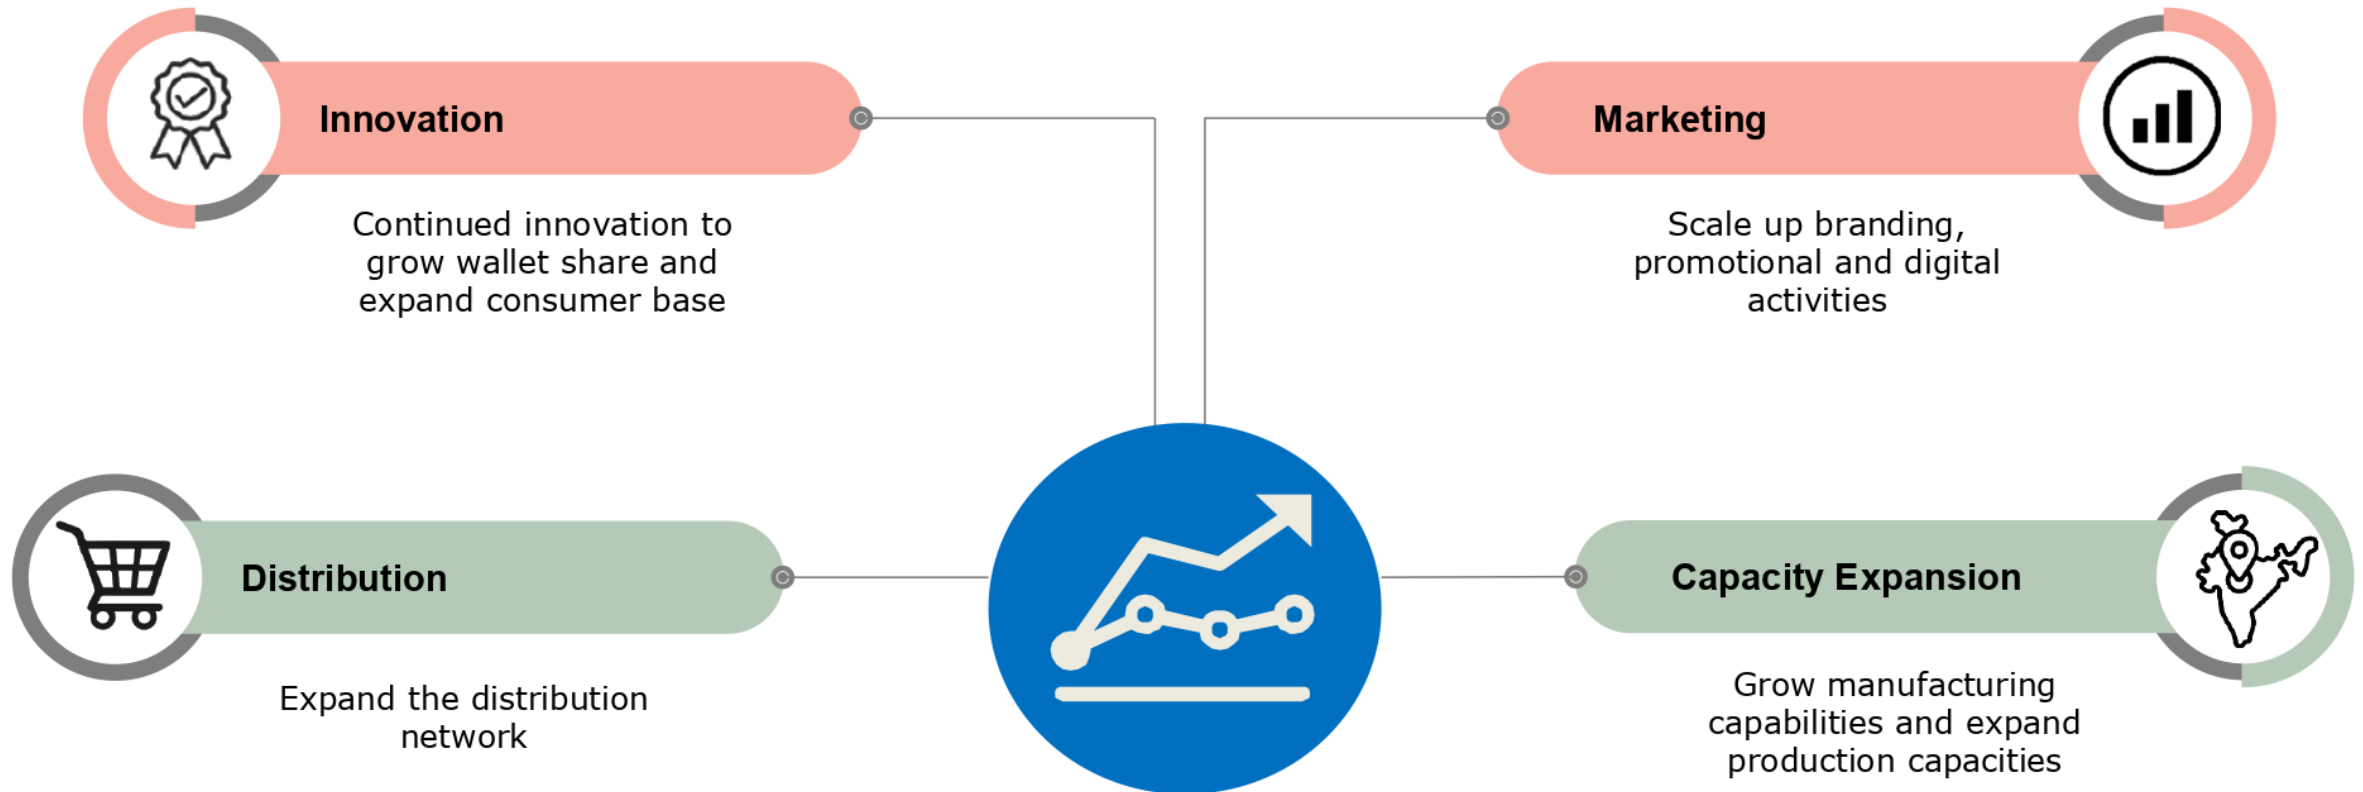 Innovation
Continued innovation to
grow wallet share and
expand consumer base
Marketing
Scale up branding,
promotional and digital
activities
Distribution
Expand the distribution
network
Capacity Expansion
Grow manufacturing
capabilities and expand
production capacities